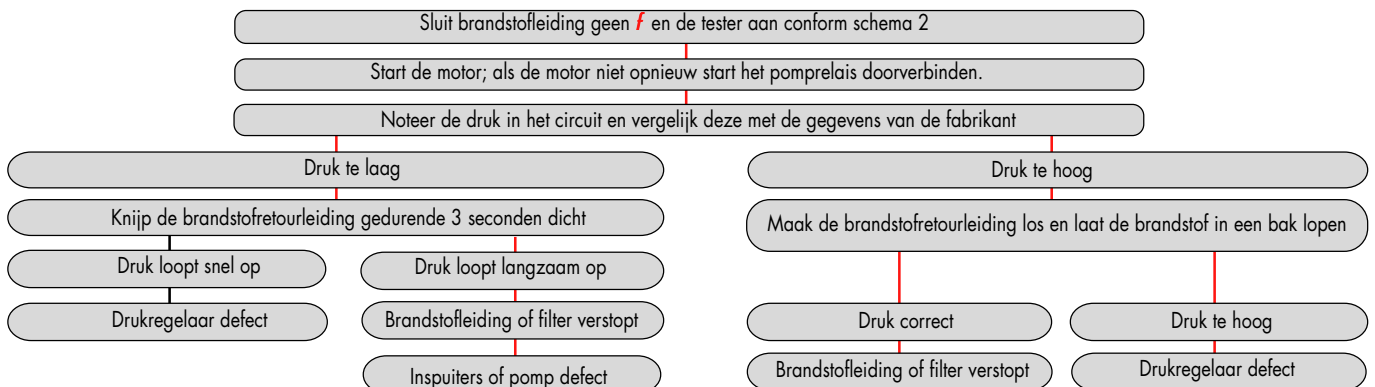 Sluit brandstofleiding geen f en de tester aan conform schema 2
Start de motor; als de motor niet opnieuw start het pomprelais doorverbinden.
Noteer de druk in het circuit en vergelijk deze met de gegevens van de fabrikant
Druk te laag
Druk te hoog
Knijp de brandstofretourleiding gedurende 3 seconden dicht
Maak de brandstofretourleiding los en laat de brandstof in een bak lopen
Druk loopt snel op
Druk loopt langzaam op
Drukregelaar defect
Brandstofleiding of filter verstopt
Druk correct
Druk te hoog
Inspuiters of pomp defect
Brandstofleiding of filter verstopt
Drukregelaar defect